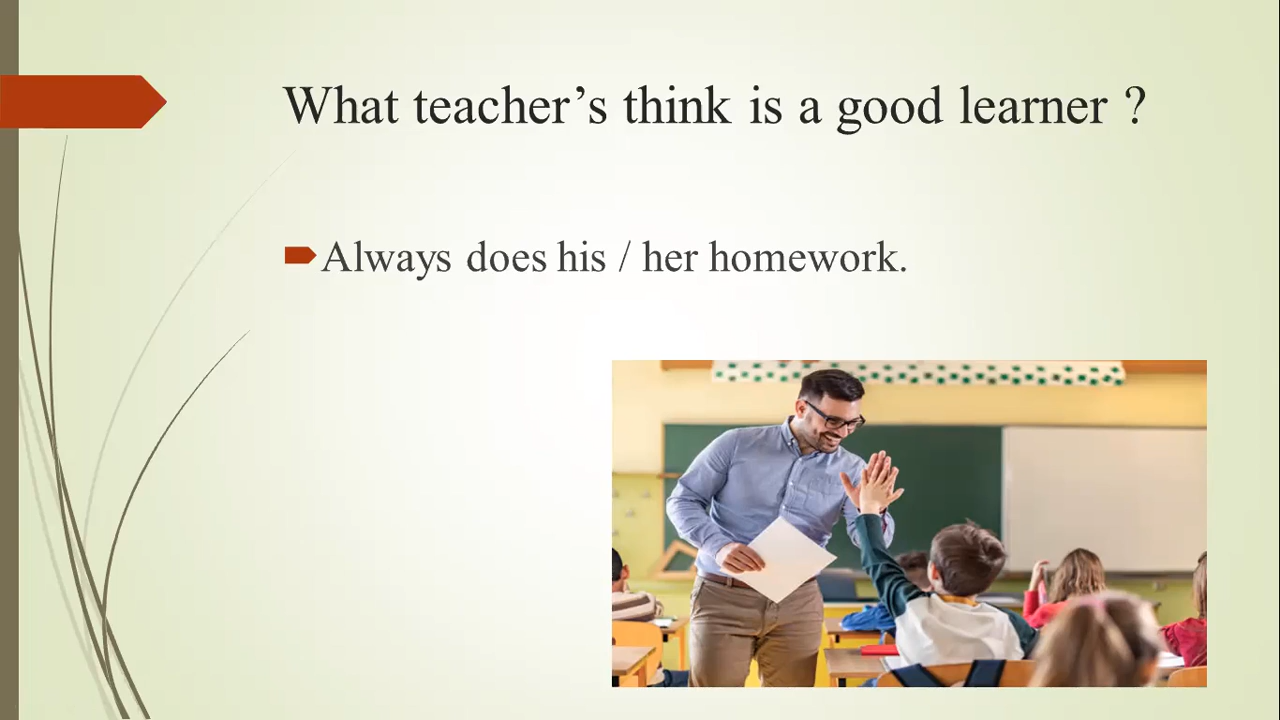 What teacher’s think is a good learner ?
Always does his / her homework.